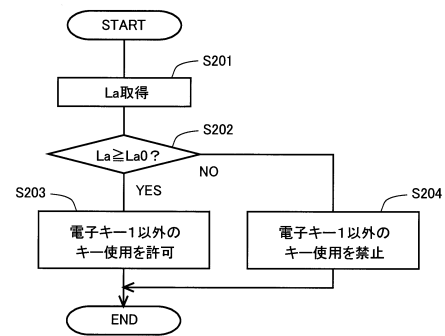 START
S201
La取得
S202
La≧La0？
NO
YES
S203
S204
電子キー1以外の
キー使用を許可
電子キー1以外の
キー使用を禁止
END